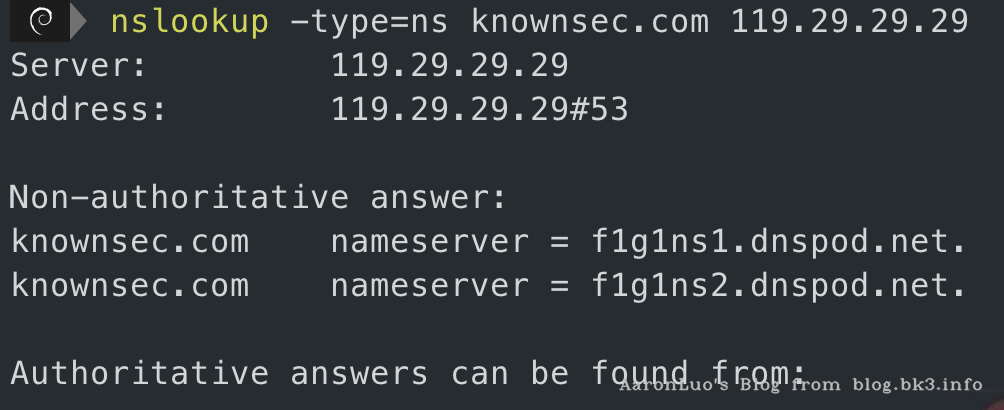 nslookup -type=ns knownsec.com 119.29.29.29
Server:         119.29.29.29
Address:        119.29.29.29#53
Non-authoritative answer:
knownsec.com    nameserver = f1g1ns1.dnspod.net.
knownsec.com    nameserver = f1g1ns2.dnspod.net.
Authoritative answers can be found from:
AaronLuo's Blog from blog.bk3.info